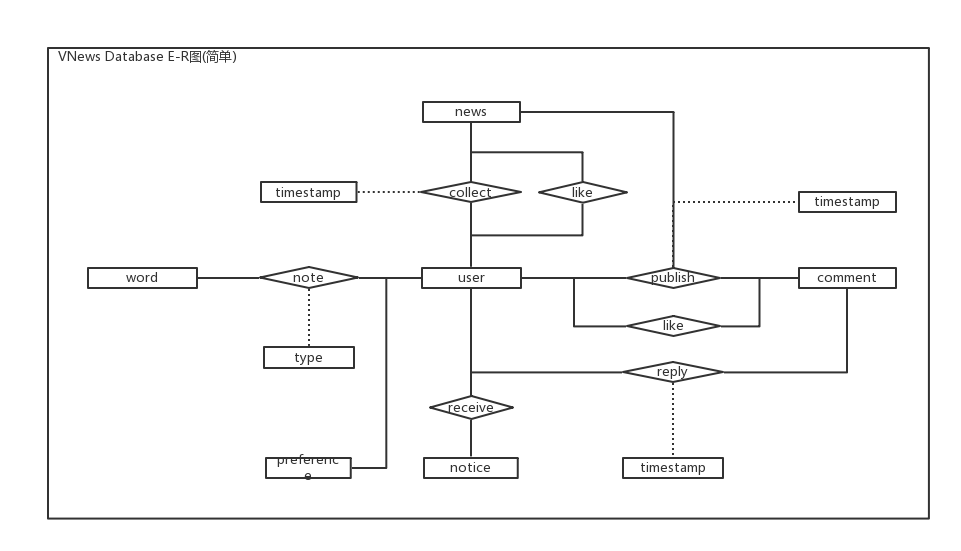 VNews Database E-R图(简单)
news
timestamp
collect
like
timestamp
word
note
user
publish
comment
like
type
reply
receive
preferenc
e
notice
timestamp